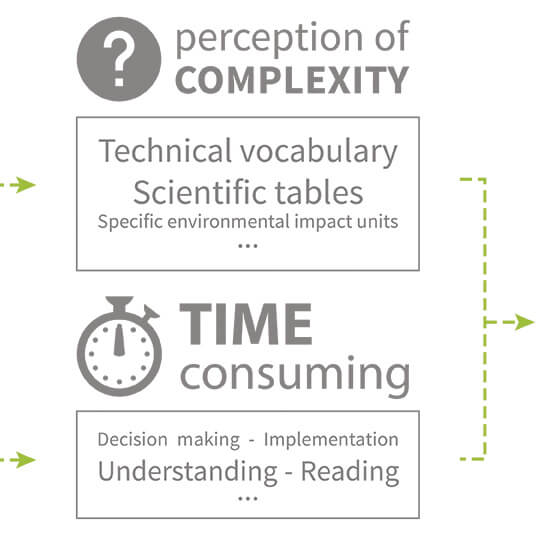 ?
perception of
COMPLEXITY
Technical vocabulary
Scientific tables
Specific environmental impact units
...
TIME
consuming
Decision making - Implementation
Understanding - Reading
...